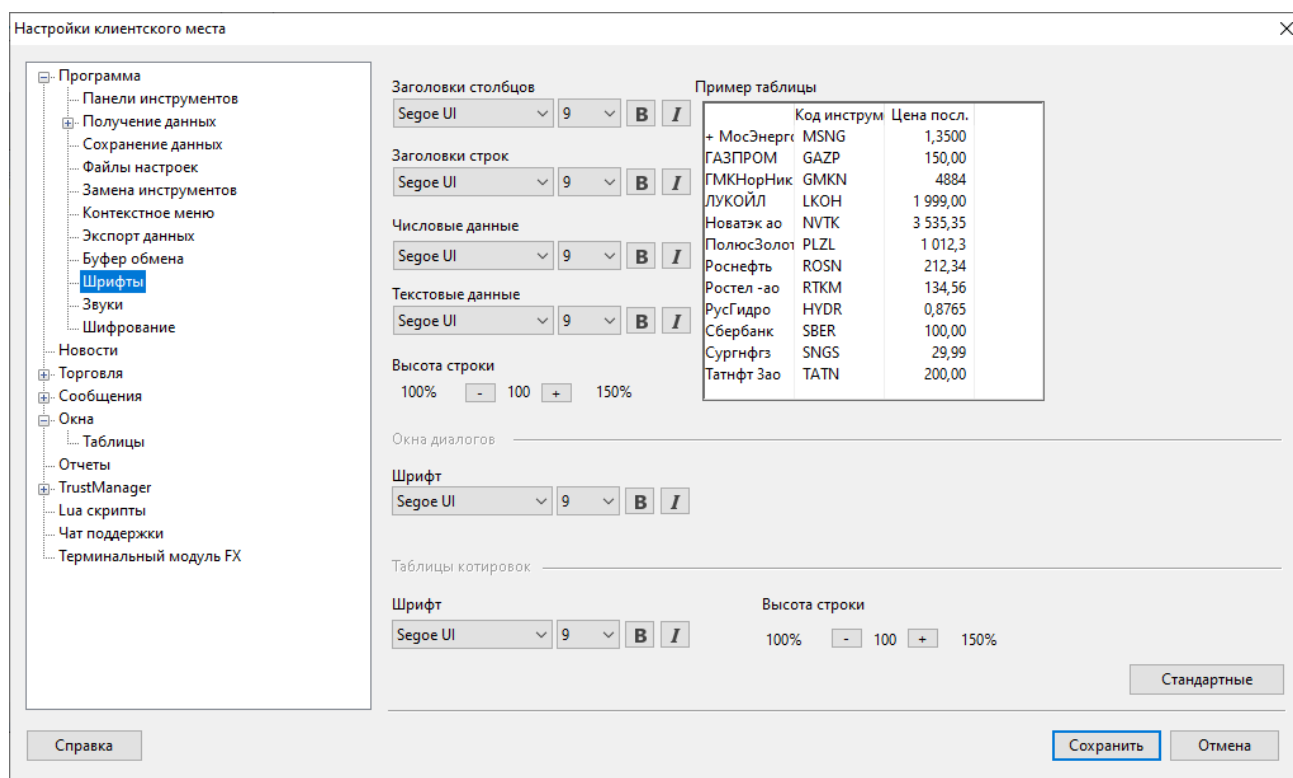 Настройки клиентского места
Программа
Панели инструментов
Получение данных
Сохранение данных
Файлы настроек
Замена инструментов
Контекстное меню
Экспорт данных
Буфер обмена
Шрифты
Звуки
Шифрование
Новости
Торговля
Сообщения
Окна
Таблицы
Отчеты
TrustManager
Lua скрипты
Чат поддержки
Терминальный модуль FX
Заголовки столбцов
Segoe UI 9 B I
Заголовки строк
Segoe UI 9 B I
Числовые данные
Segoe UI 9 B I
Текстовые данные
Segoe UI 9 B I
Высота строки
100% - 100 + 150%
Пример таблицы
Код инструм Цена посл.
+ МосЭнерго MSNG 1,3500
ГАЗПРОМ GAZP 150,00
ГМКНорНик GMKN 4884
ЛУКОЙЛ LKOH 1 999,00
Новатэк ао NVTK 3 535,35
ПолюсЗолот PLZL 1 012,3
Роснефть ROSN 212,34
Ростел -ао RTKM 134,56
РусГидро HYDR 0,8765
Сбербанк SBER 100,00
Сургнфгз SNGS 29,99
Татнфт 3ао TATN 200,00
Окна диалогов
Шрифт
Segoe UI 9 B I
Таблицы котировок
Шрифт
Segoe UI 9 B I
Высота строки
100% - 100 + 150%
Стандартные
Справка
Сохранить
Отмена